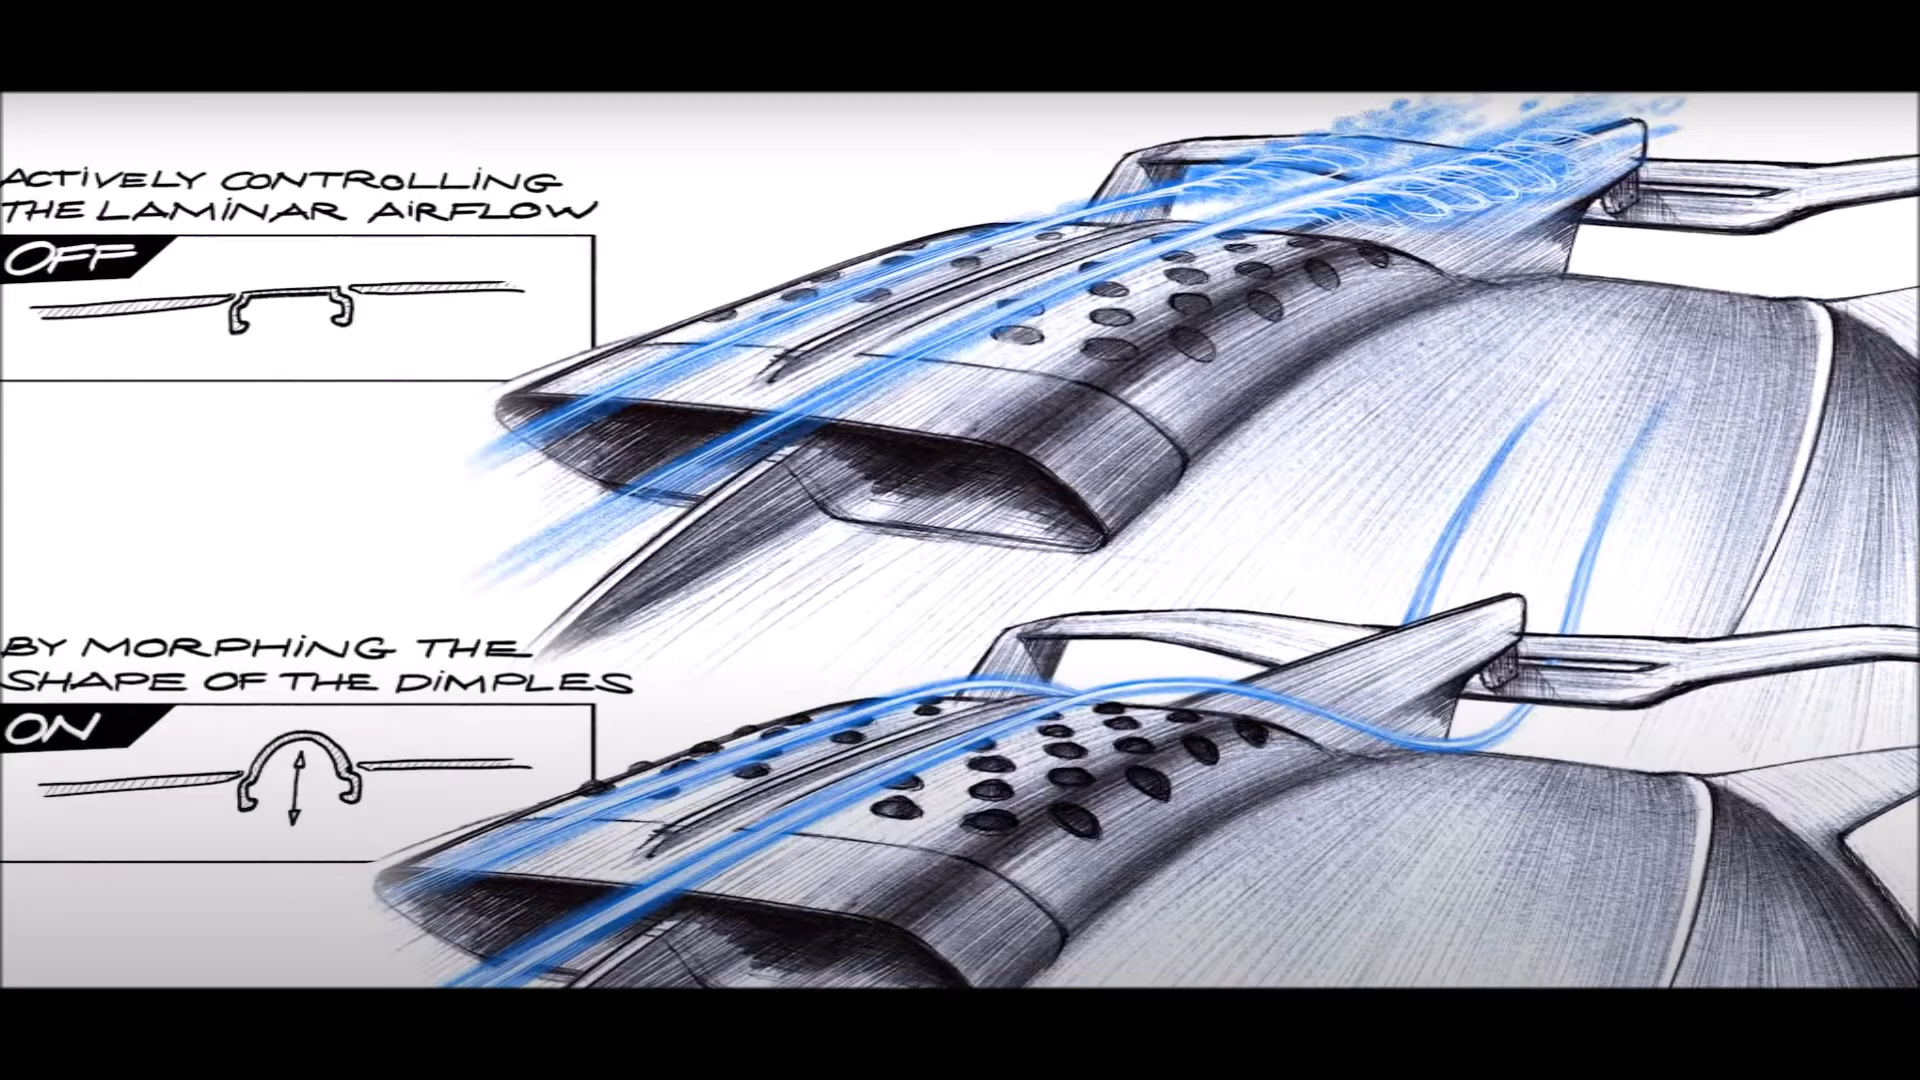 ACTIVELY CONTROLLING
THE LAMINAR AIRFLOW
OFF
BY MORPHING THE
SHAPE OF THE DIMPLES
ON